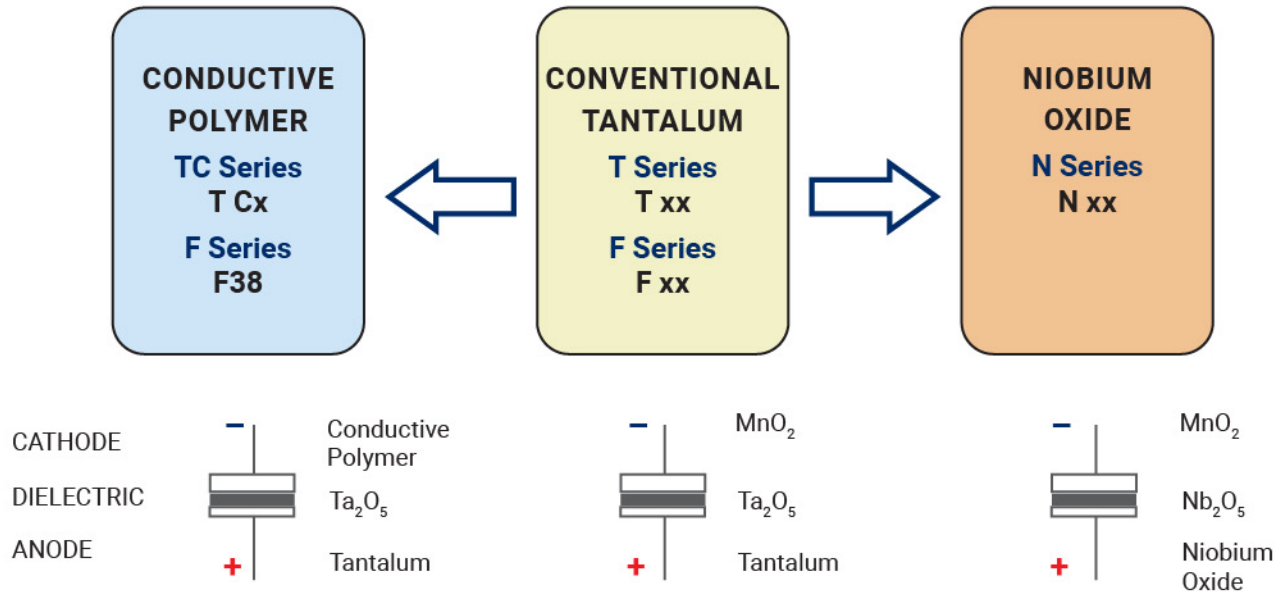 CONDUCTIVE
POLYMER
TC Series
T Cx
F Series
F38
CONVENTIONAL
TANTALUM
T Series
T xx
F Series
F xx
NIOBIUM
OXIDE
N Series
N xx
CATHODE
DIELECTRIC
ANODE
−
Conductive
Polymer
Ta₂O₅
+
Tantalum
−
MnO₂
Ta₂O₅
+
Tantalum
−
MnO₂
Nb₂O₅
+
Niobium
Oxide